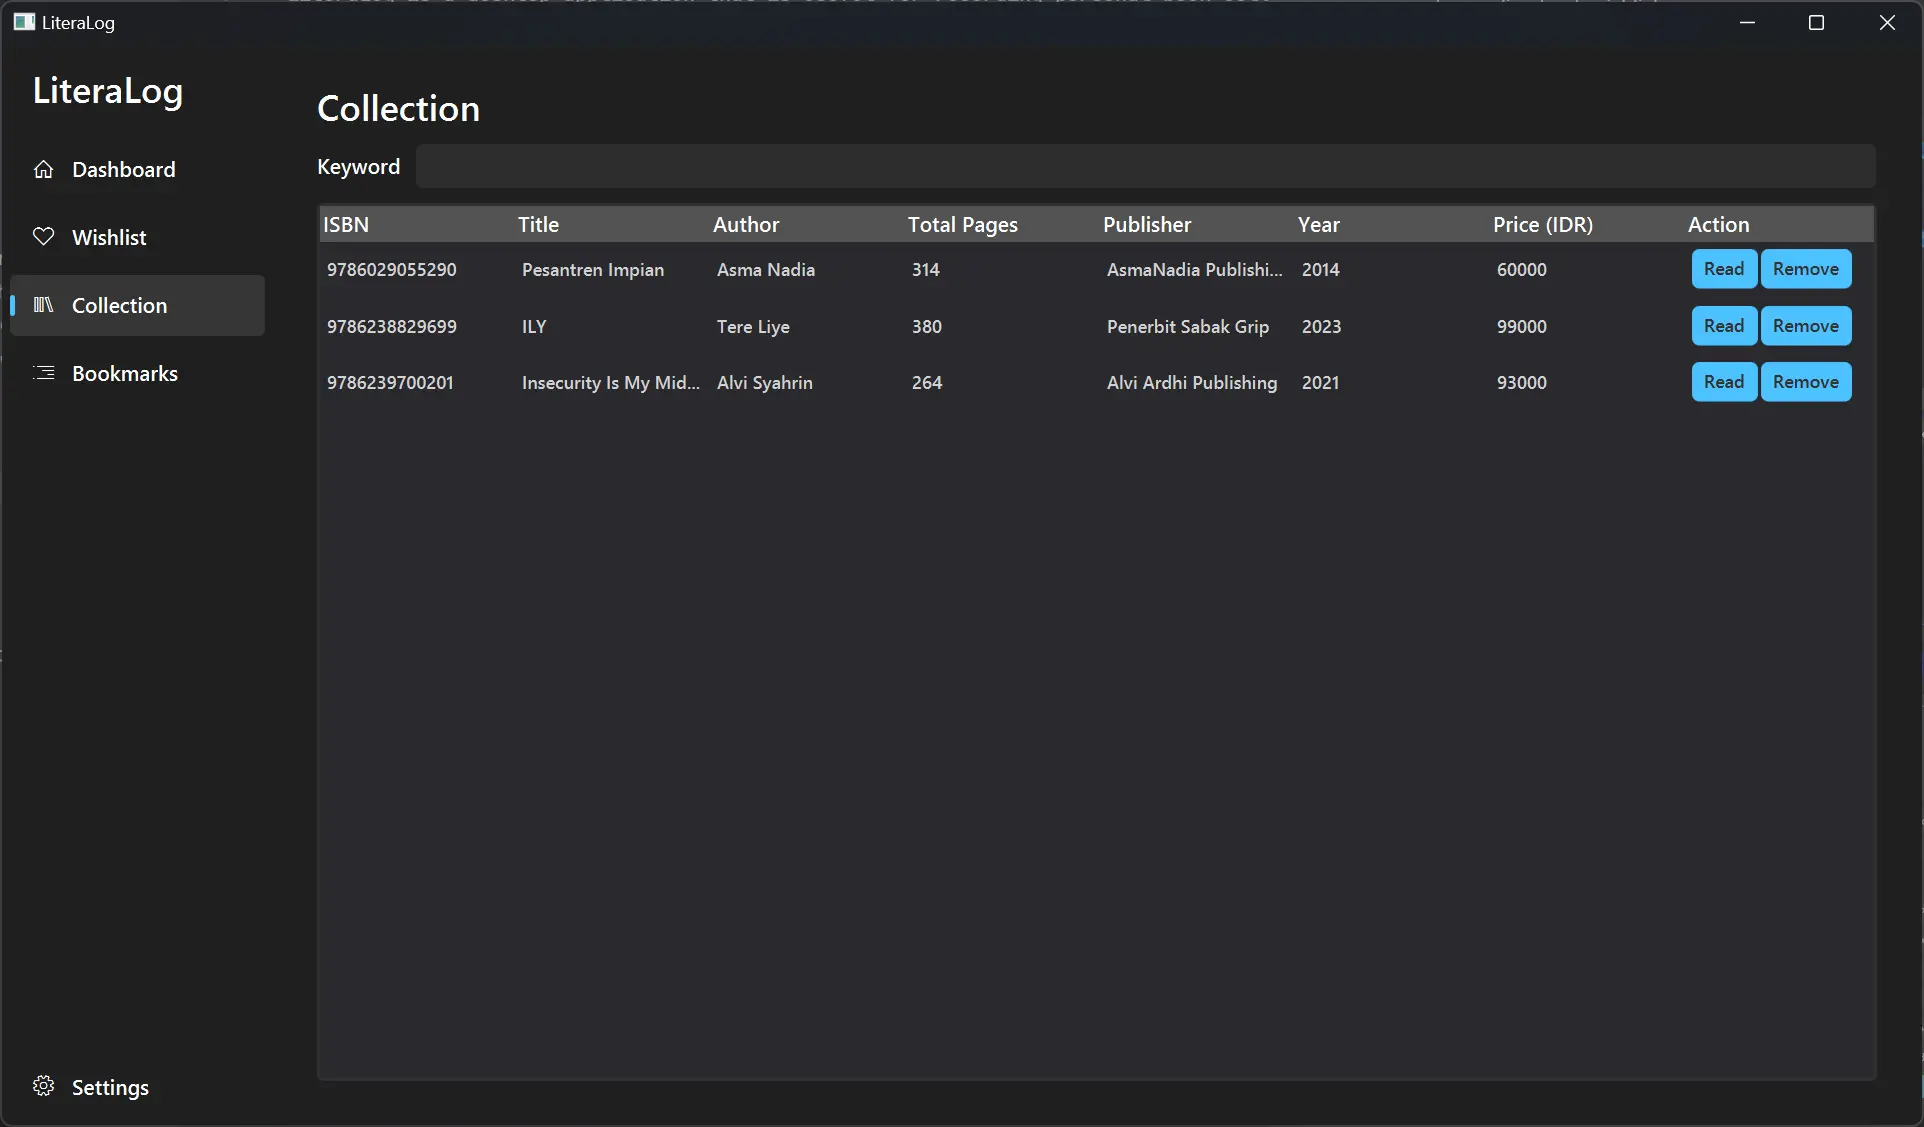 LiteraLog
LiteraLog
Dashboard
Wishlist
Collection
Bookmarks
Settings
Collection
Keyword
ISBN Title Author Total Pages Publisher Year Price (IDR) Action
9786029055290 Pesantren Impian Asma Nadia 314 AsmaNadia Publishi... 2014 60000 Read Remove
9786238829699 ILY Tere Liye 380 Penerbit Sabak Grip 2023 99000 Read Remove
9786239700201 Insecurity Is My Mid... Alvi Syahrin 264 Alvi Ardhi Publishing 2021 93000 Read Remove